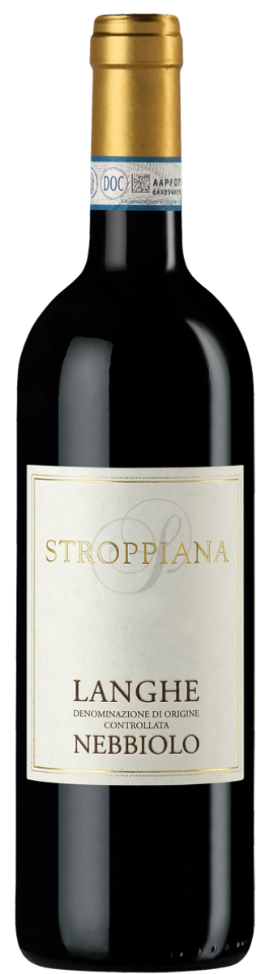 DOC
STROPPIANA
LANGHE
DENOMINAZIONE DI ORIGINE
CONTROLLATA
NEBBIOLO